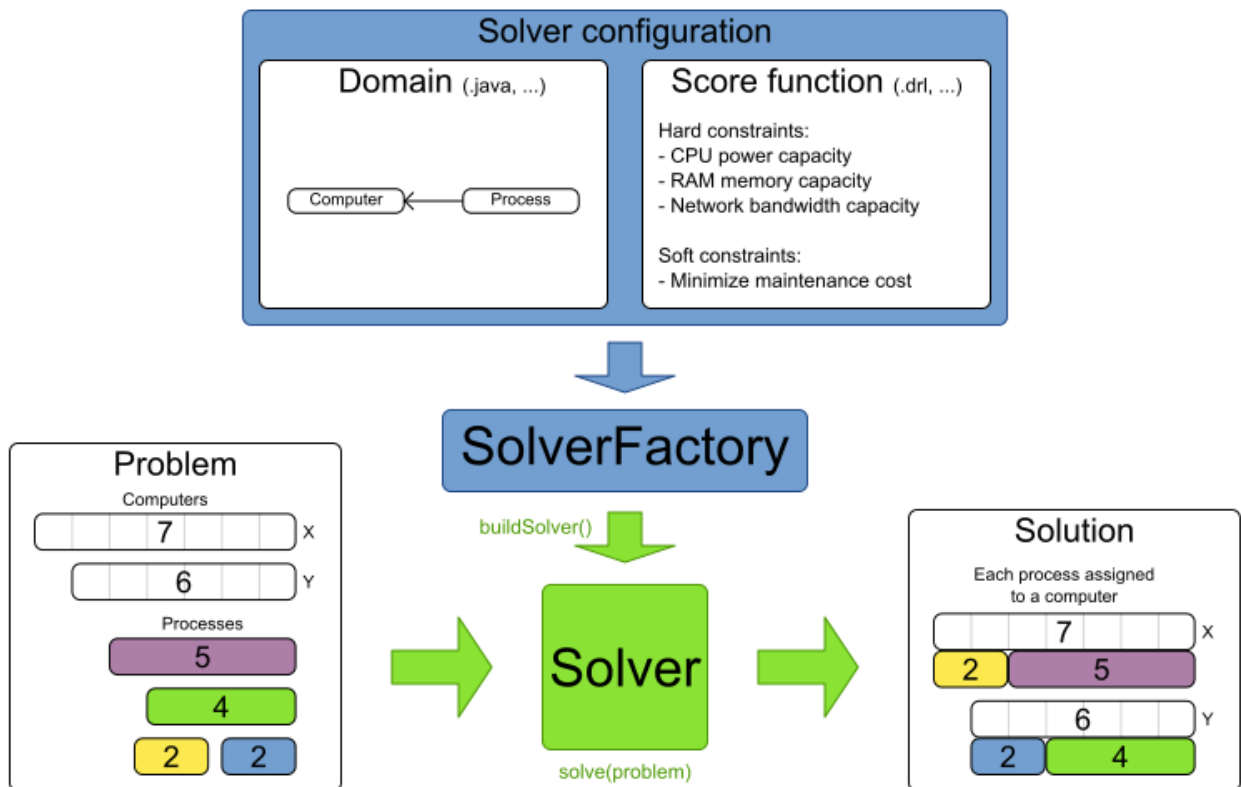 Solver configuration
Domain (.java, ...)
Computer
Process
Score function (.drl, ...)
Hard constraints:
- CPU power capacity
- RAM memory capacity
- Network bandwidth capacity
Soft constraints:
- Minimize maintenance cost
SolverFactory
buildSolver()
Problem
Computers
7 X
6 Y
Processes
5
4
2 2
Solver
solve(problem)
Solution
Each process assigned
to a computer
7 X
2 5
6 Y
2 4